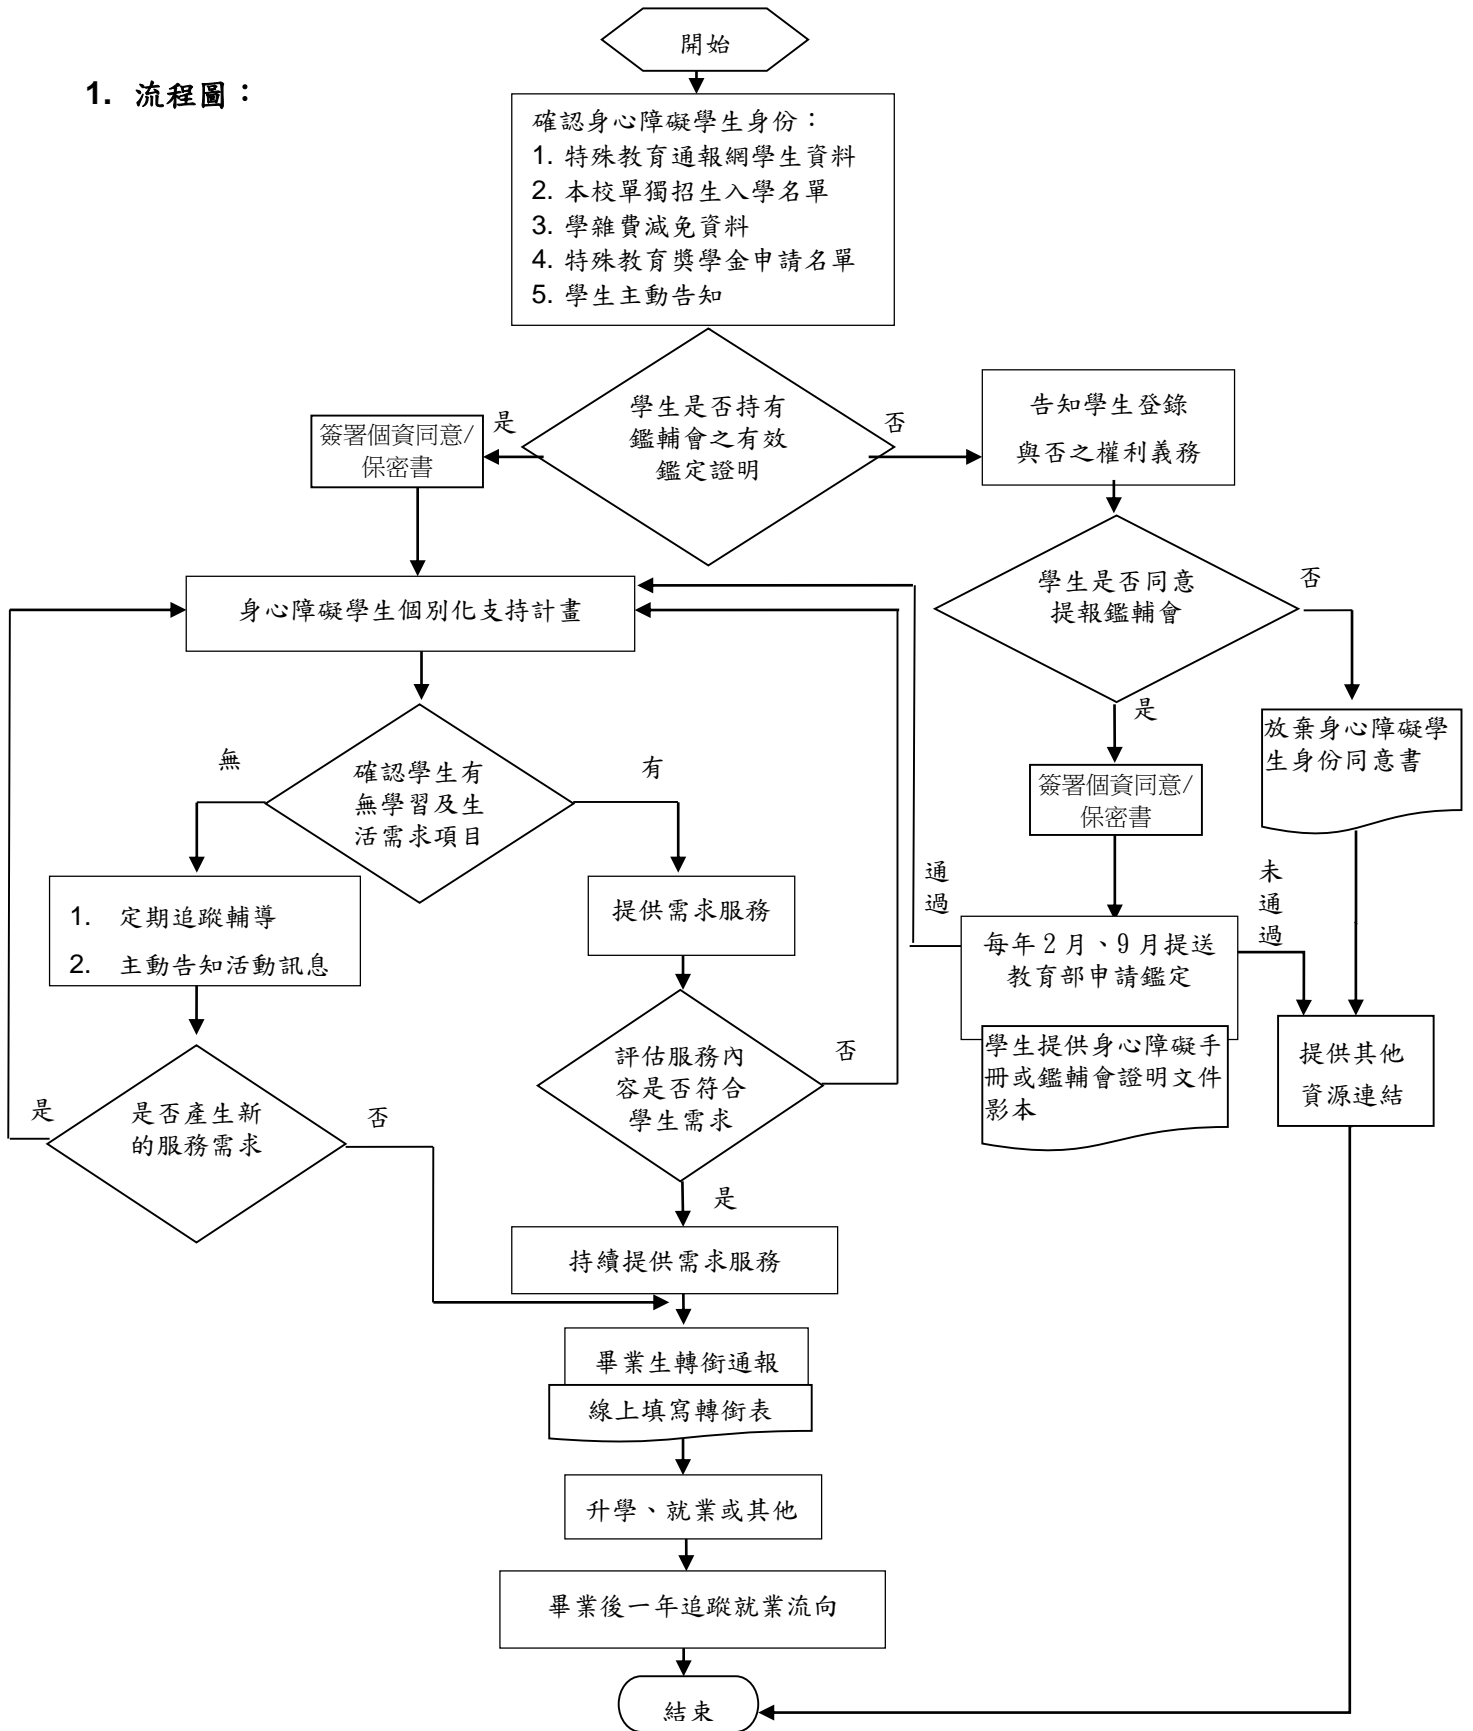 開始
1. 流程圖：
確認身心障礙學生身份：
1. 特殊教育通報網學生資料
2. 本校單獨招生入學名單
3. 學雜費減免資料
4. 特殊教育獎學金申請名單
5. 學生主動告知
學生是否持有
鑑輔會之有效
鑑定證明
是
否
簽署個資同意/
保密書
告知學生登錄
與否之權利義務
學生是否同意
提報鑑輔會
否
是
身心障礙學生個別化支持計畫
放棄身心障礙學
生身份同意書
簽署個資同意/
保密書
確認學生有
無學習及生
活需求項目
無
有
通
過
未
通
過
1. 定期追蹤輔導
2. 主動告知活動訊息
提供需求服務
每年 2 月、9 月提送
教育部申請鑑定
學生提供身心障礙手
冊或鑑輔會證明文件
影本
提供其他
資源連結
評估服務內
容是否符合
學生需求
否
是
是否產生新
的服務需求
是
否
持續提供需求服務
畢業生轉銜通報
線上填寫轉銜表
升學、就業或其他
畢業後一年追蹤就業流向
結束